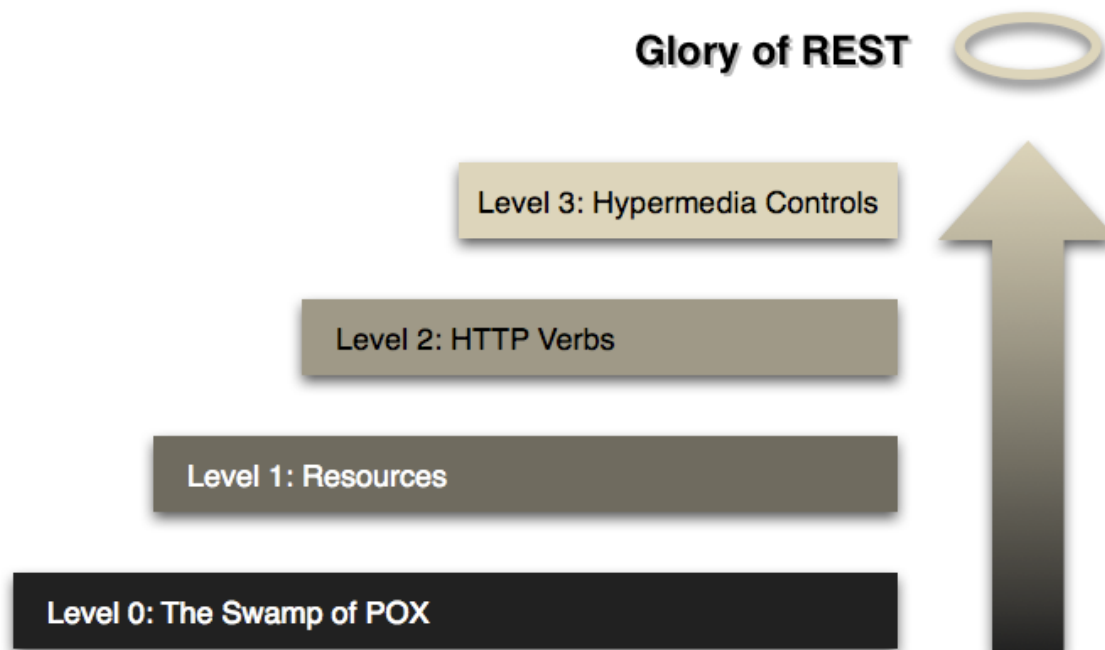 Glory of REST
Level 3: Hypermedia Controls
Level 2: HTTP Verbs
Level 1: Resources
Level 0: The Swamp of POX